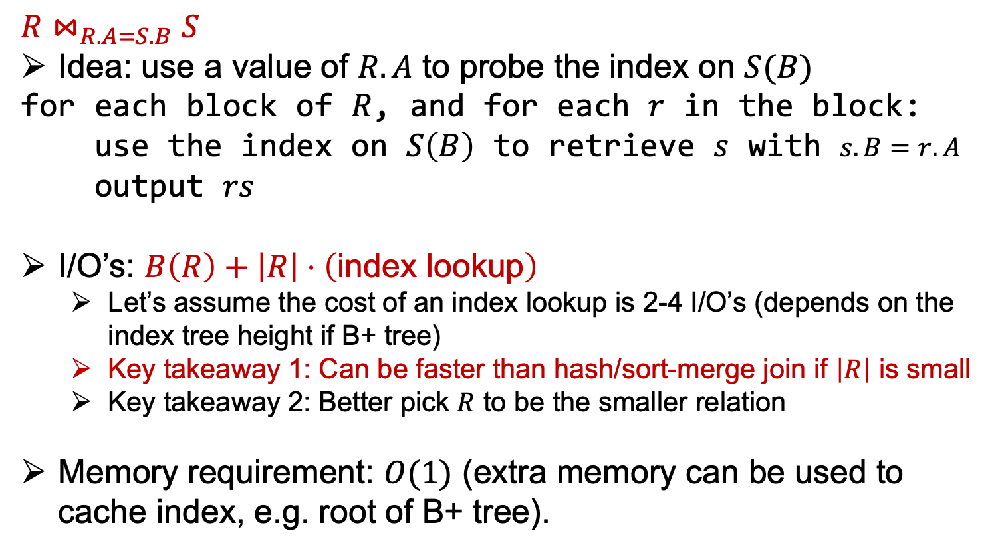 R ⋈R.A=S.B S
➢ Idea: use a value of R.A to probe the index on S(B)
for each block of R, and for each r in the block:
use the index on S(B) to retrieve s with s.B = r.A
output rs
➢ I/O’s: B(R) + |R| · (index lookup)
➢ Let’s assume the cost of an index lookup is 2-4 I/O’s (depends on the
index tree height if B+ tree)
➢ Key takeaway 1: Can be faster than hash/sort-merge join if |R| is small
➢ Key takeaway 2: Better pick R to be the smaller relation
➢ Memory requirement: O(1) (extra memory can be used to
cache index, e.g. root of B+ tree).